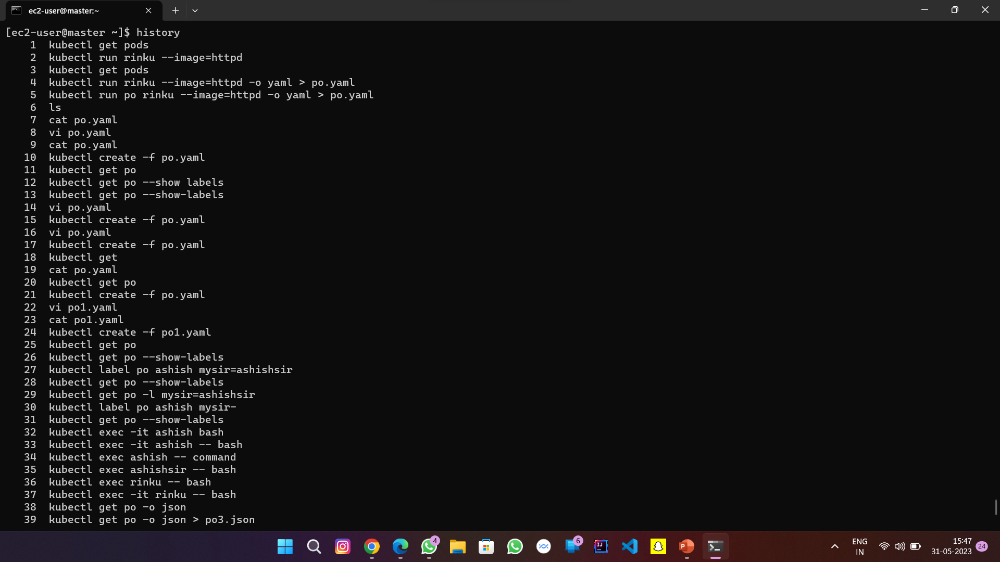 ec2-user@master:~
[ec2-user@master ~]$ history
1 kubectl get pods
2 kubectl run rinku --image=httpd
3 kubectl get pods
4 kubectl run rinku --image=httpd -o yaml > po.yaml
5 kubectl run po rinku --image=httpd -o yaml > po.yaml
6 ls
7 cat po.yaml
8 vi po.yaml
9 cat po.yaml
10 kubectl create -f po.yaml
11 kubectl get po
12 kubectl get po --show labels
13 kubectl get po --show-labels
14 vi po.yaml
15 kubectl create -f po.yaml
16 vi po.yaml
17 kubectl create -f po.yaml
18 kubectl get
19 cat po.yaml
20 kubectl get po
21 kubectl create -f po.yaml
22 vi po1.yaml
23 cat po1.yaml
24 kubectl create -f po1.yaml
25 kubectl get po
26 kubectl get po --show-labels
27 kubectl label po ashish mysir=ashishsir
28 kubectl get po --show-labels
29 kubectl get po -l mysir=ashishsir
30 kubectl label po ashish mysir-
31 kubectl get po --show-labels
32 kubectl exec -it ashish bash
33 kubectl exec -it ashish -- bash
34 kubectl exec ashish -- command
35 kubectl exec ashishsir -- bash
36 kubectl exec rinku -- bash
37 kubectl exec -it rinku -- bash
38 kubectl get po -o json
39 kubectl get po -o json > po3.json
4
6
IJ
P
ENG
IN
15:47
31-05-2023
24